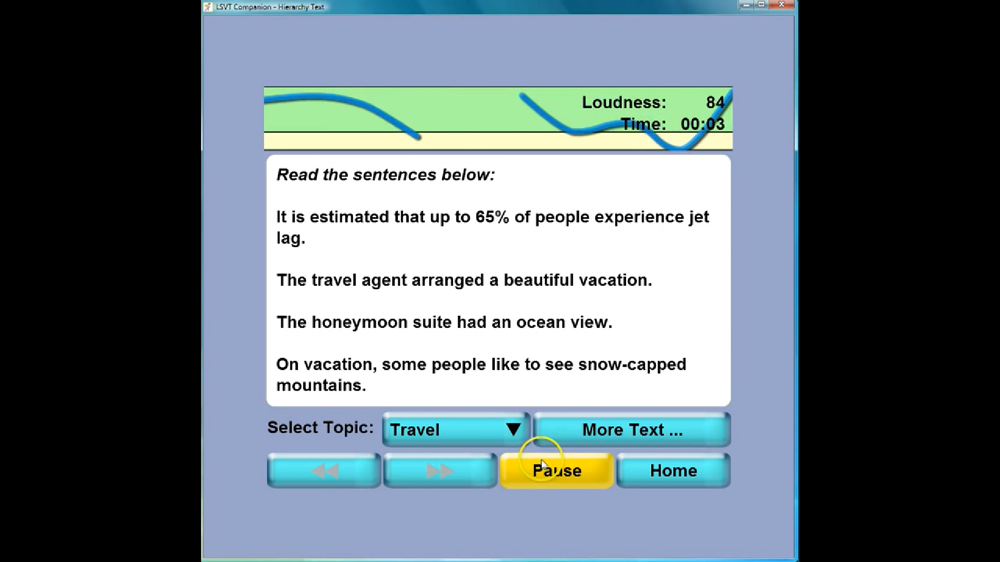 LSVT Companion - Hierarchy Text
Loudness: 84
Time: 00:03
Read the sentences below:
It is estimated that up to 65% of people experience jet
lag.
The travel agent arranged a beautiful vacation.
The honeymoon suite had an ocean view.
On vacation, some people like to see snow-capped
mountains.
Select Topic: Travel More Text ...
Pause Home